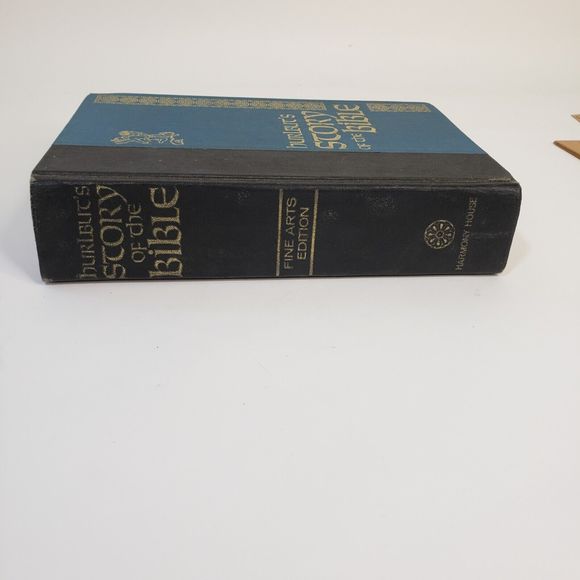 hurlbut's
STORY
OF the
BIBLE
hurlbut's
STORY
OF the
BIBLE
FINE ARTS
EDITION
HARMONY HOUSE